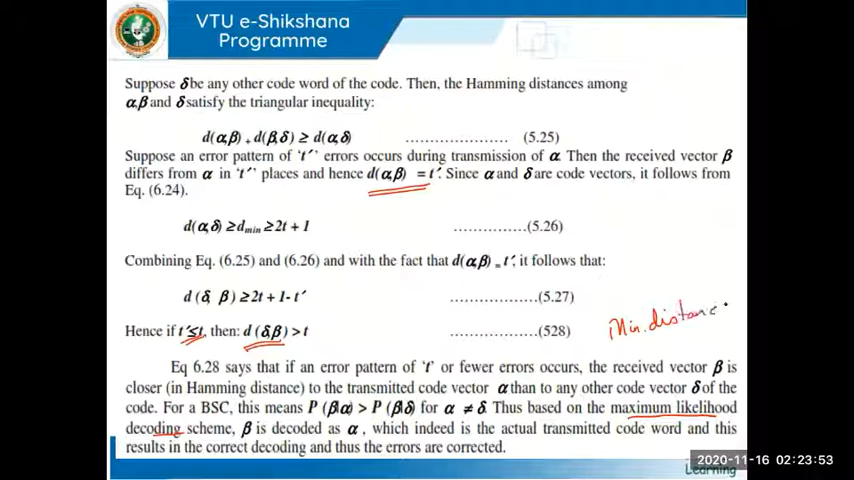 VTU e-Shikshana
Programme
Suppose δ be any other code word of the code. Then, the Hamming distances among
α,β and δ satisfy the triangular inequality:
d(α,β) + d(β,δ) ≥ d(α,δ) ...................... (5.25)
Suppose an error pattern of 't′' errors occurs during transmission of α. Then the received vector β
differs from α in 't′' places and hence d(α,β) = t′. Since α and δ are code vectors, it follows from
Eq. (6.24).
d(α,δ) ≥ dmin ≥ 2t + 1 ................(5.26)
Combining Eq. (6.25) and (6.26) and with the fact that d(α,β) = t′, it follows that:
d (δ, β) ≥ 2t + 1 - t′ ...................(5.27)
Hence if t′ ≤ t, then: d (δ,β) > t ...................(528)
Min. distance
Eq 6.28 says that if an error pattern of 't' or fewer errors occurs, the received vector β is
closer (in Hamming distance) to the transmitted code vector α than to any other code vector δ of the
code. For a BSC, this means P (β|α) > P (β|δ) for α ≠ δ. Thus based on the maximum likelihood
decoding scheme, β is decoded as α, which indeed is the actual transmitted code word and this
results in the correct decoding and thus the errors are corrected.
2020-11-16 02:23:53
Learning